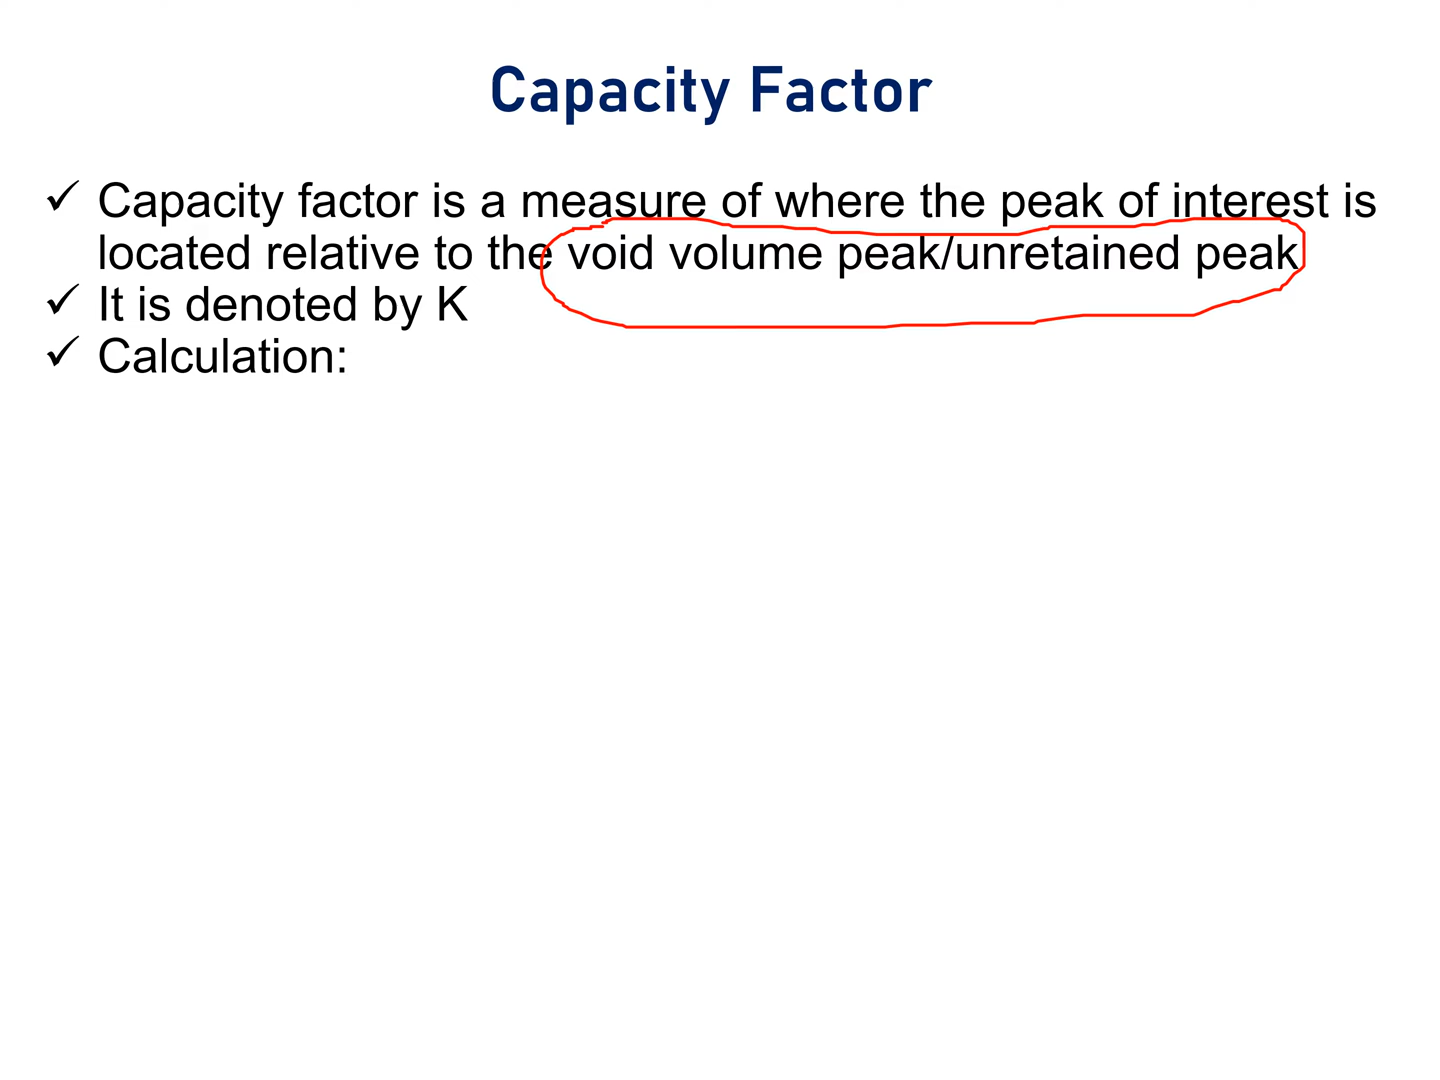 Capacity Factor
✓ Capacity factor is a measure of where the peak of interest is
located relative to the void volume peak/unretained peak
✓ It is denoted by K
✓ Calculation: